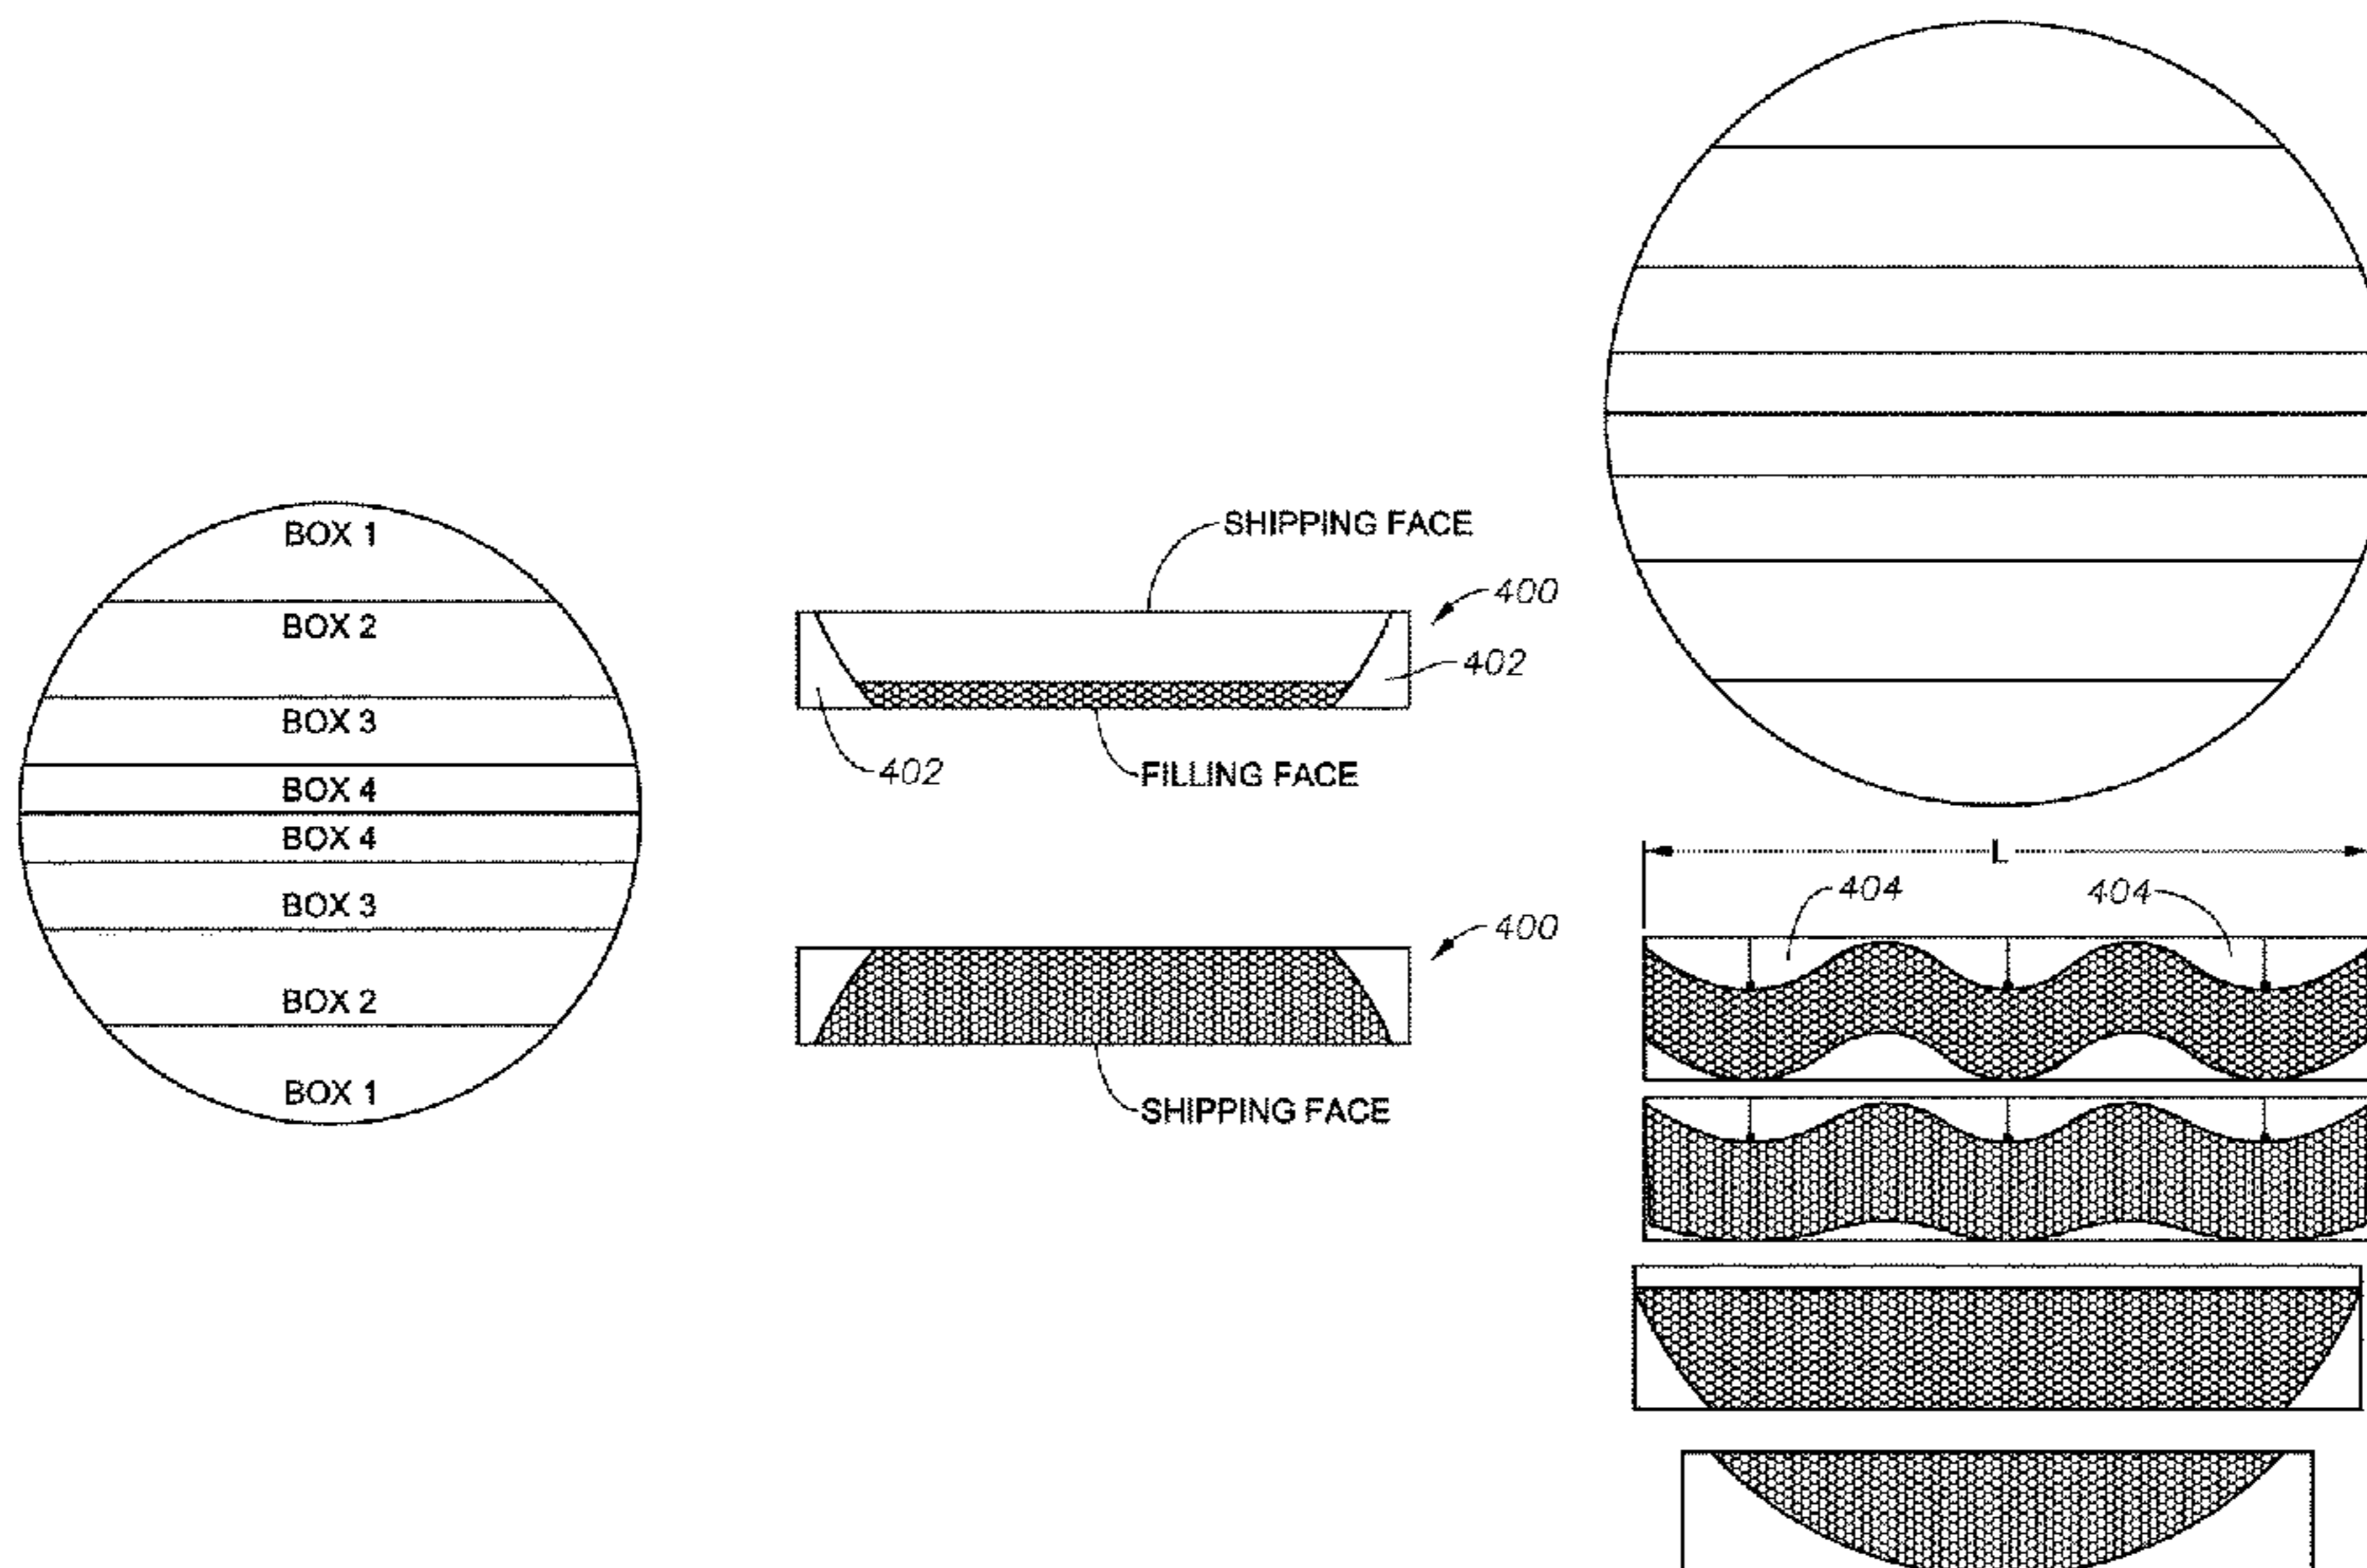 BOX 1
BOX 2
BOX 3
BOX 4
BOX 4
BOX 3
BOX 2
BOX 1
SHIPPING FACE
400
402
402
FILLING FACE
400
SHIPPING FACE
L
404
404